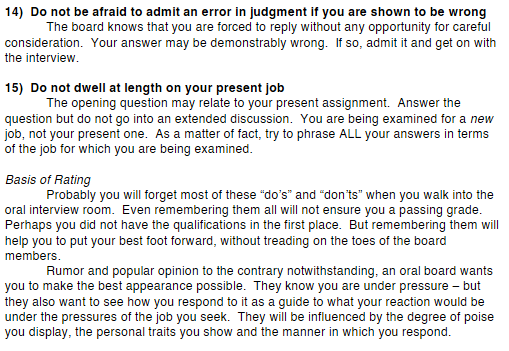 14) Do not be afraid to admit an error in judgment if you are shown to be wrong
The board knows that you are forced to reply without any opportunity for careful
consideration. Your answer may be demonstrably wrong. If so, admit it and get on with
the interview.
15) Do not dwell at length on your present job
The opening question may relate to your present assignment. Answer the
question but do not go into an extended discussion. You are being examined for a new
job, not your present one. As a matter of fact, try to phrase ALL your answers in terms
of the job for which you are being examined.
Basis of Rating
Probably you will forget most of these “do’s” and “don’ts” when you walk into the
oral interview room. Even remembering them all will not ensure you a passing grade.
Perhaps you did not have the qualifications in the first place. But remembering them will
help you to put your best foot forward, without treading on the toes of the board
members.
Rumor and popular opinion to the contrary notwithstanding, an oral board wants
you to make the best appearance possible. They know you are under pressure – but
they also want to see how you respond to it as a guide to what your reaction would be
under the pressures of the job you seek. They will be influenced by the degree of poise
you display, the personal traits you show and the manner in which you respond.